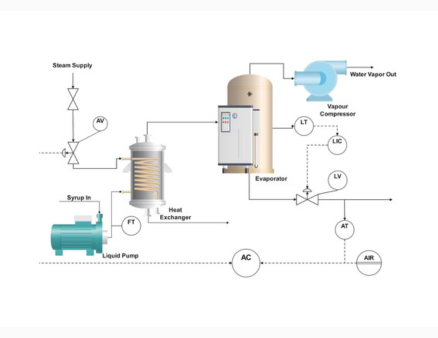 Steam Supply
Water Vapor Out
Vapour
Compressor
AV
LT
LIC
Evaporator
LV
Syrup In
Heat
Exchanger
FT
AT
Liquid Pump
AC
AIR